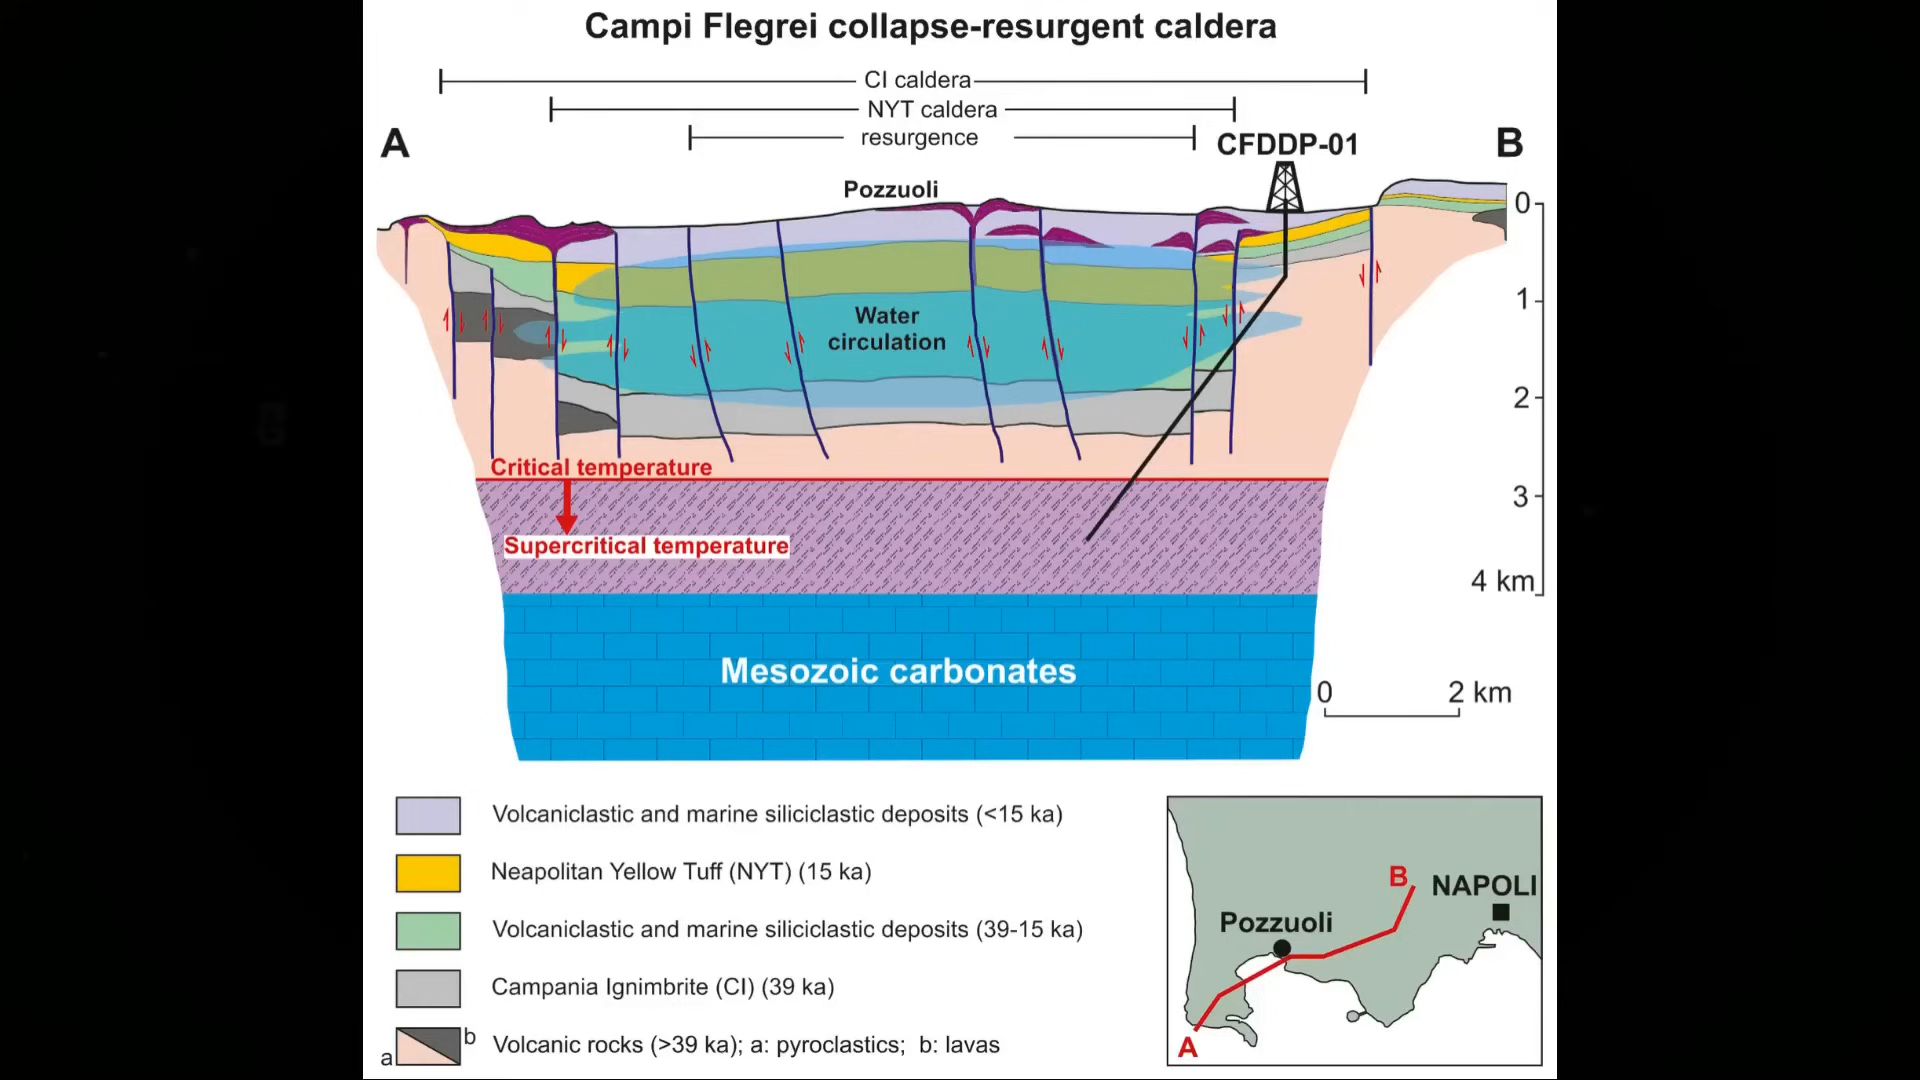 Campi Flegrei collapse-resurgent caldera
CI caldera
NYT caldera
resurgence
A
CFDDP-01
B
Pozzuoli
0
1
2
3
4 km
Water
circulation
Critical temperature
Supercritical temperature
Mesozoic carbonates
0
2 km
Volcaniclastic and marine siliciclastic deposits (<15 ka)
Neapolitan Yellow Tuff (NYT) (15 ka)
Volcaniclastic and marine siliciclastic deposits (39-15 ka)
Campania Ignimbrite (CI) (39 ka)
a
b
Volcanic rocks (>39 ka); a: pyroclastics; b: lavas
B
NAPOLI
Pozzuoli
A